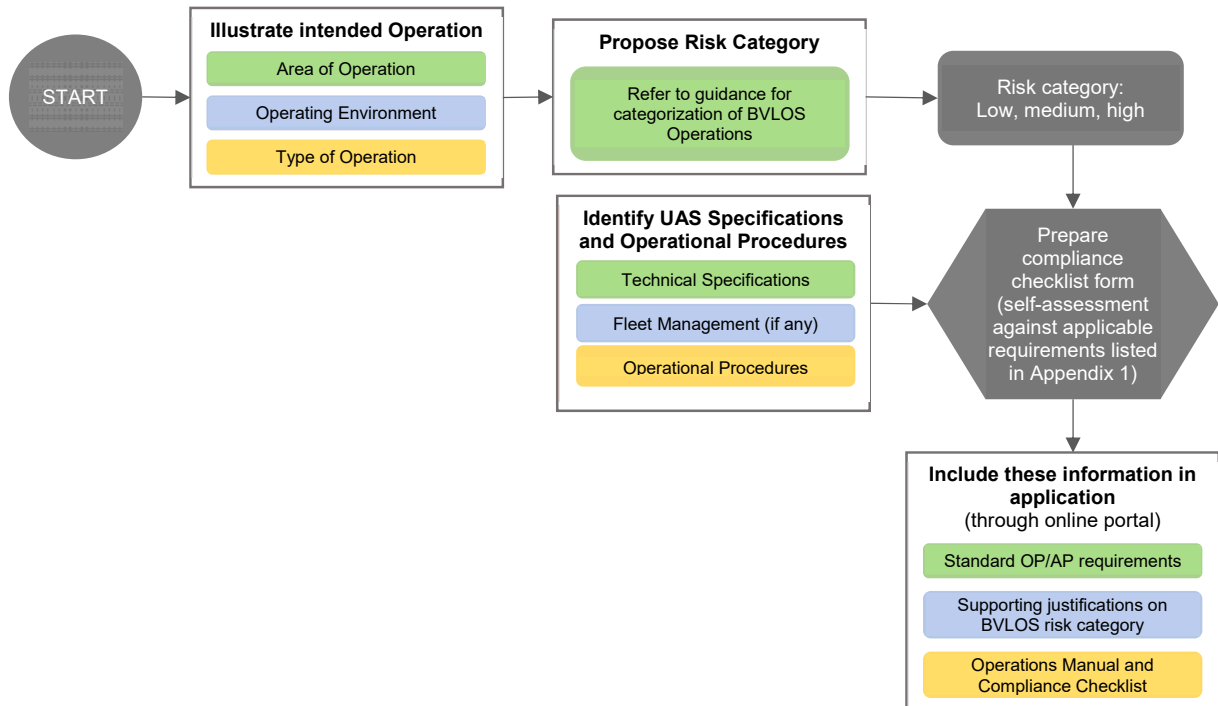 START
Illustrate intended Operation
Area of Operation
Operating Environment
Type of Operation
Propose Risk Category
Refer to guidance for
categorization of BVLOS
Operations
Risk category:
Low, medium, high
Identify UAS Specifications
and Operational Procedures
Technical Specifications
Fleet Management (if any)
Operational Procedures
Prepare
compliance
checklist form
(self-assessment
against applicable
requirements listed
in Appendix 1)
Include these information in
application
(through online portal)
Standard OP/AP requirements
Supporting justifications on
BVLOS risk category
Operations Manual and
Compliance Checklist